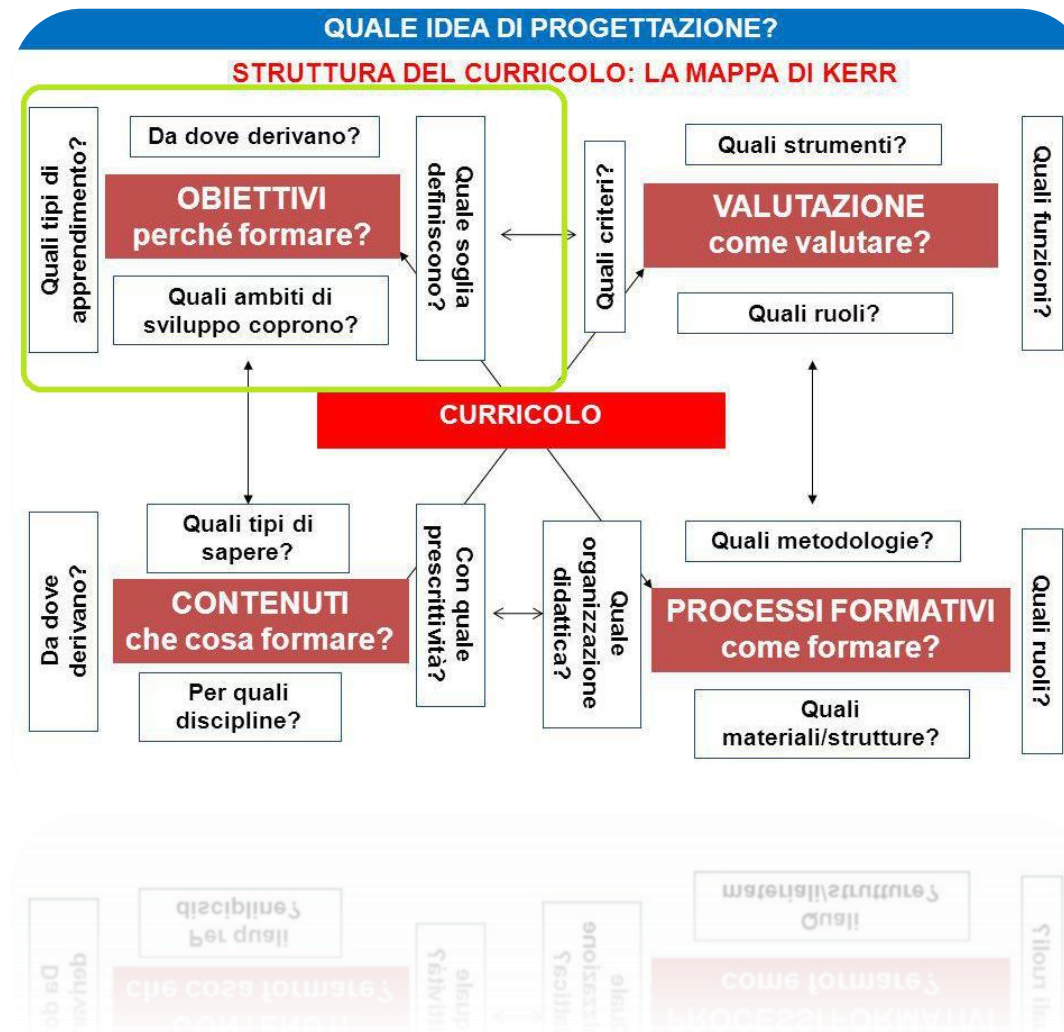 QUALE IDEA DI PROGETTAZIONE?
STRUTTURA DEL CURRICOLO: LA MAPPA DI KERR
Quali tipi di
apprendimento?
Da dove derivano?
OBIETTIVI
perché formare?
Quali ambiti di
sviluppo coprono?
Quale soglia
definiscono?
Quali criteri?
Quali strumenti?
VALUTAZIONE
come valutare?
Quali ruoli?
Quali funzioni?
CURRICOLO
Da dove
derivano?
Quali tipi di
sapere?
CONTENUTI
che cosa formare?
Per quali
discipline?
Con quale
prescrittività?
Quale
organizzazione
didattica?
Quali metodologie?
PROCESSI FORMATIVI
come formare?
Quali
materiali/strutture?
Quali ruoli?